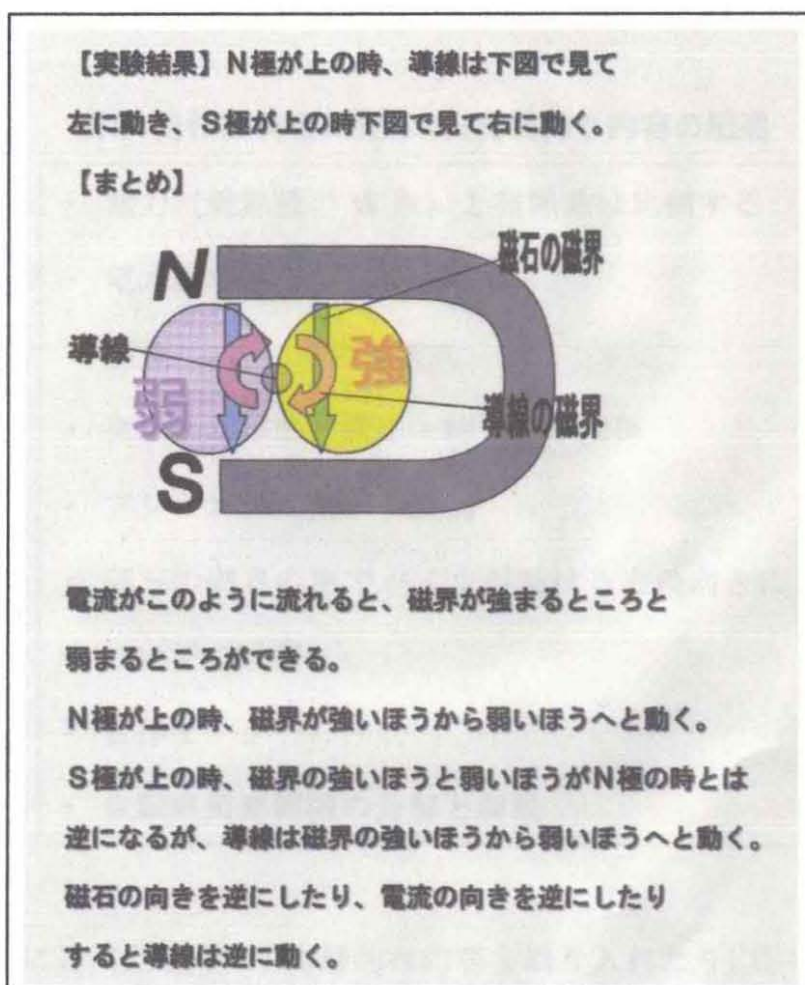 【実験結果】N極が上の時、導線は下図で見て
左に動き、S極が上の時下図で見て右に動く。
【まとめ】
N
磁石の磁界
導線
強
弱
導線の磁界
S
電流がこのように流れると、磁界が強まるところと
弱まるところができる。
N極が上の時、磁界が強いほうから弱いほうへと動く。
S極が上の時、磁界の強いほうと弱いほうがN極の時とは
逆になるが、導線は磁界の強いほうから弱いほうへと動く。
磁石の向きを逆にしたり、電流の向きを逆にしたり
すると導線は逆に動く。